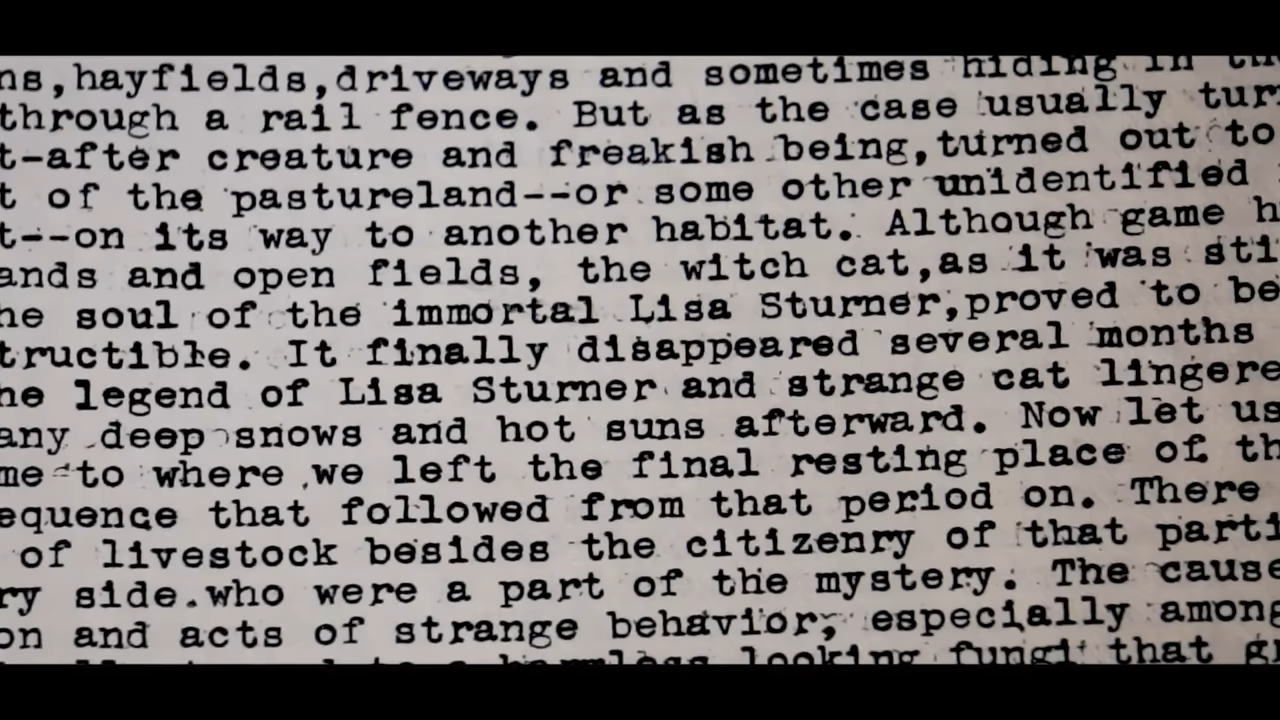 ns,hayfields,driveways and sometimes hiding in
through a rail fence. But as the case usually tur
t-after creature and freakish being,turned out to
t of the pastureland--or some other unidentified
t--on its way to another habitat. Although game h
ands and open fields, the witch cat,as it was sti
he soul of the immortal Lisa Sturner,proved to be
tructible. It finally disappeared several months
he legend of Lisa Sturner and strange cat lingere
any deep snows and hot suns afterward. Now let us
me to where we left the final resting place of th
equence that followed from that period on. There
of livestock besides the citizenry of that parti
ry side.who were a part of the mystery. The cause
on and acts of strange behavior, especially among
harmless looking fungi that